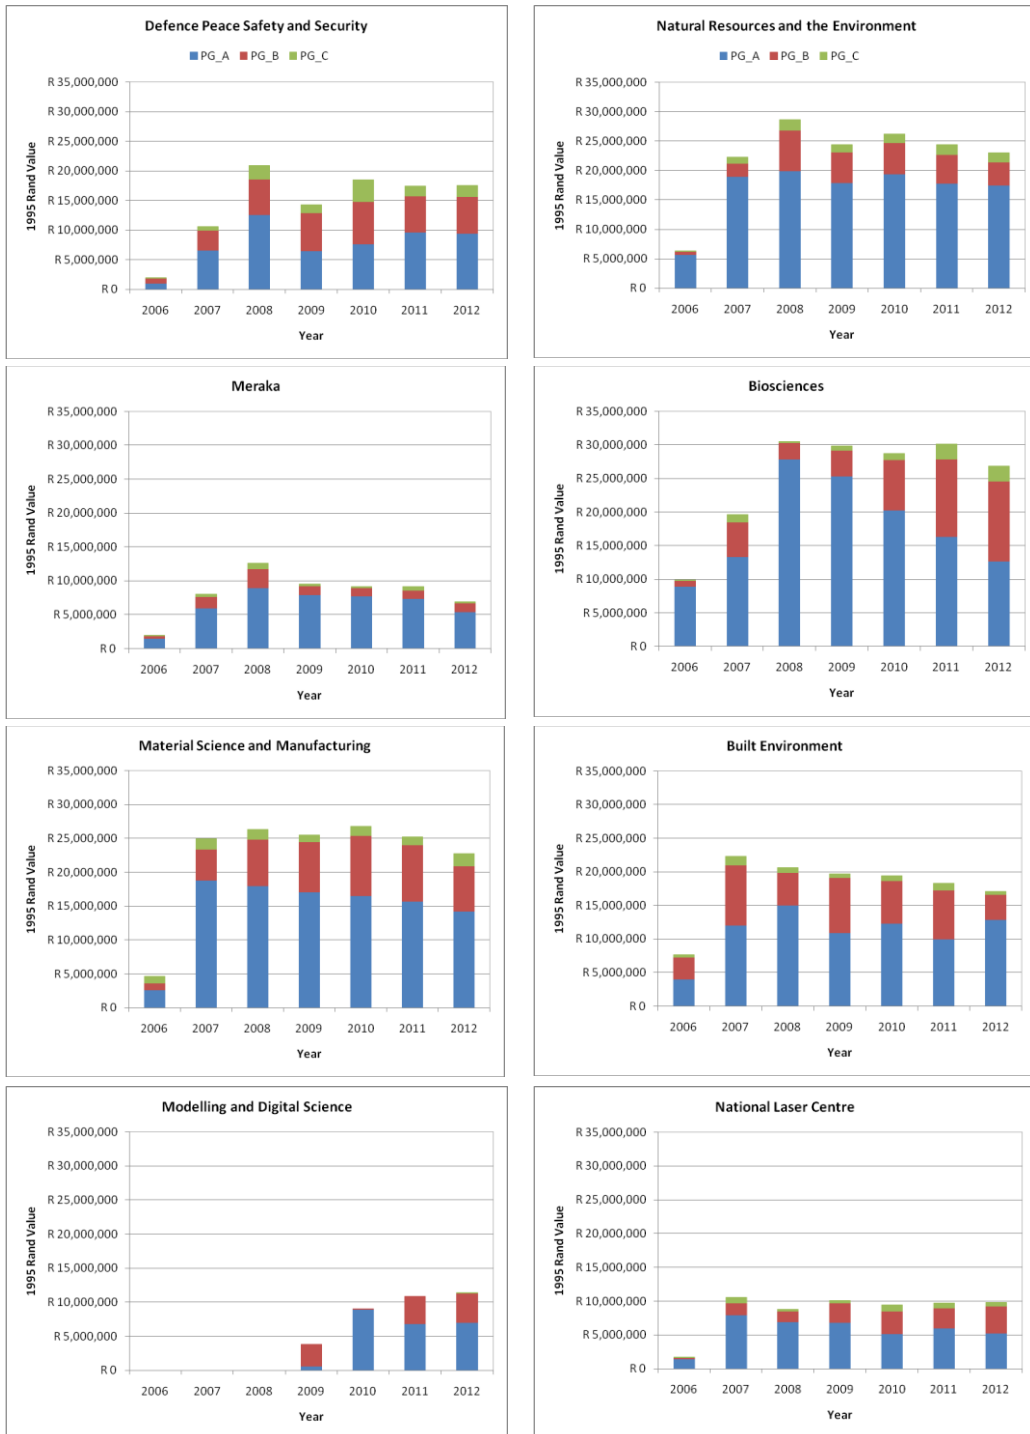 Defence Peace Safety and Security
PG_A PG_B PG_C
R 35,000,000
R 30,000,000
R 25,000,000
R 20,000,000
R 15,000,000
R 10,000,000
R 5,000,000
R 0
1995 Rand Value
2006 2007 2008 2009 2010 2011 2012
Year
Natural Resources and the Environment
PG_A PG_B PG_C
R 35,000,000
R 30,000,000
R 25,000,000
R 20,000,000
R 15,000,000
R 10,000,000
R 5,000,000
R 0
1995 Rand Value
2006 2007 2008 2009 2010 2011 2012
Year
Meraka
R 35,000,000
R 30,000,000
R 25,000,000
R 20,000,000
R 15,000,000
R 10,000,000
R 5,000,000
R 0
1995 Rand Value
2006 2007 2008 2009 2010 2011 2012
Year
Biosciences
R 35,000,000
R 30,000,000
R 25,000,000
R 20,000,000
R 15,000,000
R 10,000,000
R 5,000,000
R 0
1995 Rand Value
2006 2007 2008 2009 2010 2011 2012
Year
Material Science and Manufacturing
R 35,000,000
R 30,000,000
R 25,000,000
R 20,000,000
R 15,000,000
R 10,000,000
R 5,000,000
R 0
1995 Rand Value
2006 2007 2008 2009 2010 2011 2012
Year
Built Environment
R 35,000,000
R 30,000,000
R 25,000,000
R 20,000,000
R 15,000,000
R 10,000,000
R 5,000,000
R 0
1995 Rand Value
2006 2007 2008 2009 2010 2011 2012
Year
Modelling and Digital Science
R 35,000,000
R 30,000,000
R 25,000,000
R 20,000,000
R 15,000,000
R 10,000,000
R 5,000,000
R 0
1995 Rand Value
2006 2007 2008 2009 2010 2011 2012
Year
National Laser Centre
R 35,000,000
R 30,000,000
R 25,000,000
R 20,000,000
R 15,000,000
R 10,000,000
R 5,000,000
R 0
1995 Rand Value
2006 2007 2008 2009 2010 2011 2012
Year